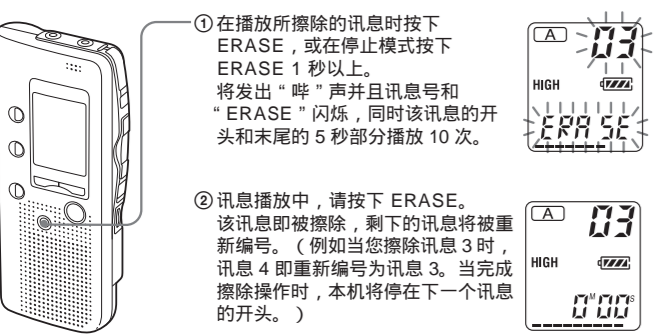 ① 在播放所擦除的讯息时按下
ERASE，或在停止模式按下
ERASE 1 秒以上。
将发出“哔”声并且讯息号和
“ERASE”闪烁，同时该讯息的开
头和末尾的 5 秒部分播放 10 次。
A 03
HIGH
ERASE
② 讯息播放中，请按下 ERASE。
该讯息即被擦除，剩下的讯息将被重
新编号。（例如当您擦除讯息 3 时，
讯息 4 即重新编号为讯息 3。当完成
擦除操作时，本机将停在下一个讯息
的开头。）
A 03
HIGH
0M00S